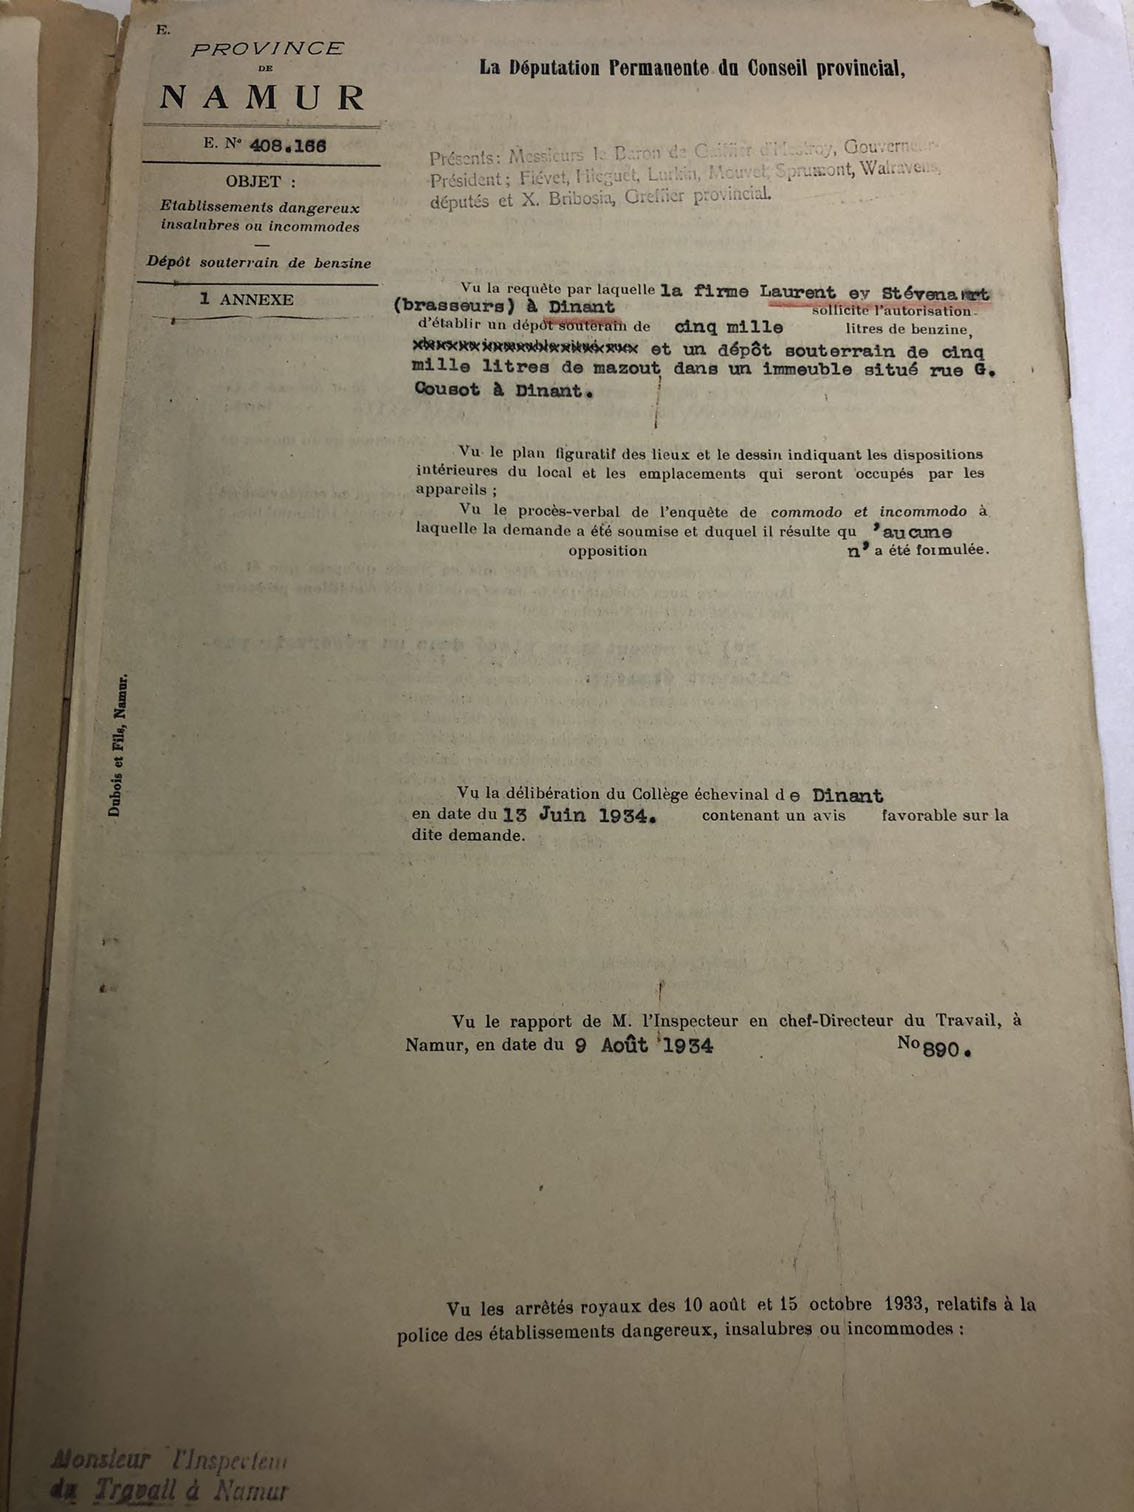 E.
PROVINCE
DE
NAMUR
E. N° 408.166
OBJET :
Etablissements dangereux
insalubres ou incommodes
Dépôt souterrain de benzine
1 ANNEXE
La Députation Permanente du Conseil provincial,
Présents : Messieurs le Baron de Gouverneur-
Président ; Fiévet, Hicguet, Lurkin, Mouvet, Sprumont, Walravens,
députés et X. Bribosia, Greffier provincial.
Vu la requête par laquelle la firme Laurent ey Stévenart
(brasseurs) à Dinant sollicite l'autorisation
d'établir un dépôt souterain de cinq mille litres de benzine,
et un dépôt souterrain de cinq
mille litres de mazout dans un immeuble situé rue G.
Cousot à Dinant.
Vu le plan figuratif des lieux et le dessin indiquant les dispositions
intérieures du local et les emplacements qui seront occupés par les
appareils ;
Vu le procès-verbal de l'enquête de commodo et incommodo à
laquelle la demande a été soumise et duquel il résulte qu 'aucune
opposition n' a été formulée.
Dubois et Fils, Namur.
Vu la délibération du Collège échevinal de Dinant
en date du 13 Juin 1934. contenant un avis favorable sur la
dite demande.
Vu le rapport de M. l'Inspecteur en chef-Directeur du Travail, à
Namur, en date du 9 Août 1934 No 890.
Vu les arrêtés royaux des 10 août et 15 octobre 1933, relatifs à la
police des établissements dangereux, insalubres ou incommodes :
Monsieur l'Inspecteur
du Travail à Namur